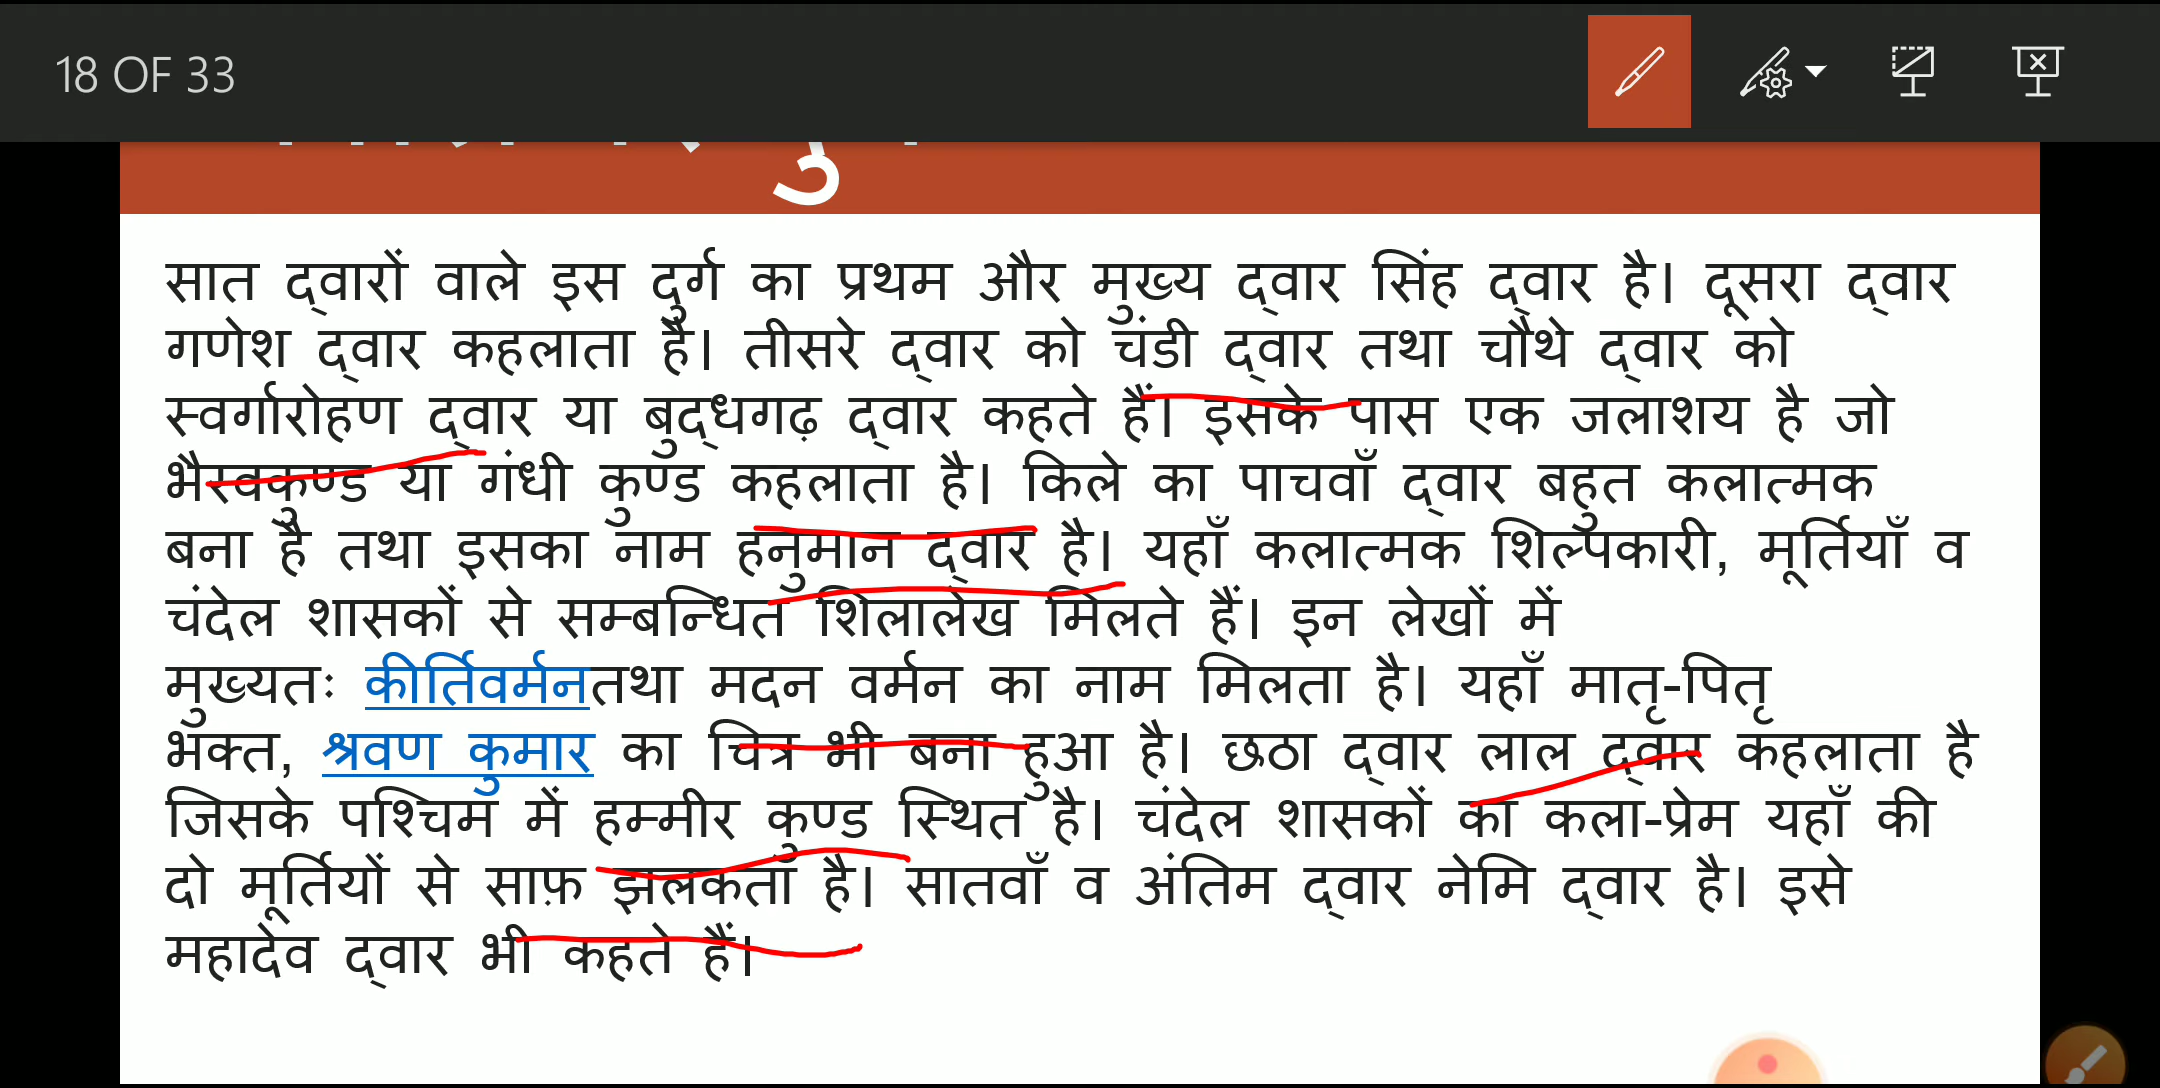 18 OF 33
सात द्वारों वाले इस दुर्ग का प्रथम और मुख्य द्वार सिंह द्वार है। दूसरा द्वार
गणेश द्वार कहलाता है। तीसरे द्वार को चंडी द्वार तथा चौथे द्वार को
स्वर्गारोहण द्वार या बुद्धगढ़ द्वार कहते हैं। इसके पास एक जलाशय है जो
भैरवकुण्ड या गंधी कुण्ड कहलाता है। किले का पाचवाँ द्वार बहुत कलात्मक
बना है तथा इसका नाम हनुमान द्वार है। यहाँ कलात्मक शिल्पकारी, मूर्तियाँ व
चंदेल शासकों से सम्बन्धित शिलालेख मिलते हैं। इन लेखों में
मुख्यतः कीर्तिवर्मनतथा मदन वर्मन का नाम मिलता है। यहाँ मातृ-पितृ
भक्त, श्रवण कुमार का चित्र भी बना हुआ है। छठा द्वार लाल द्वार कहलाता है
जिसके पश्चिम में हम्मीर कुण्ड स्थित है। चंदेल शासकों का कला-प्रेम यहाँ की
दो मूर्तियों से साफ़ झलकता है। सातवाँ व अंतिम द्वार नेमि द्वार है। इसे
महादेव द्वार भी कहते हैं।